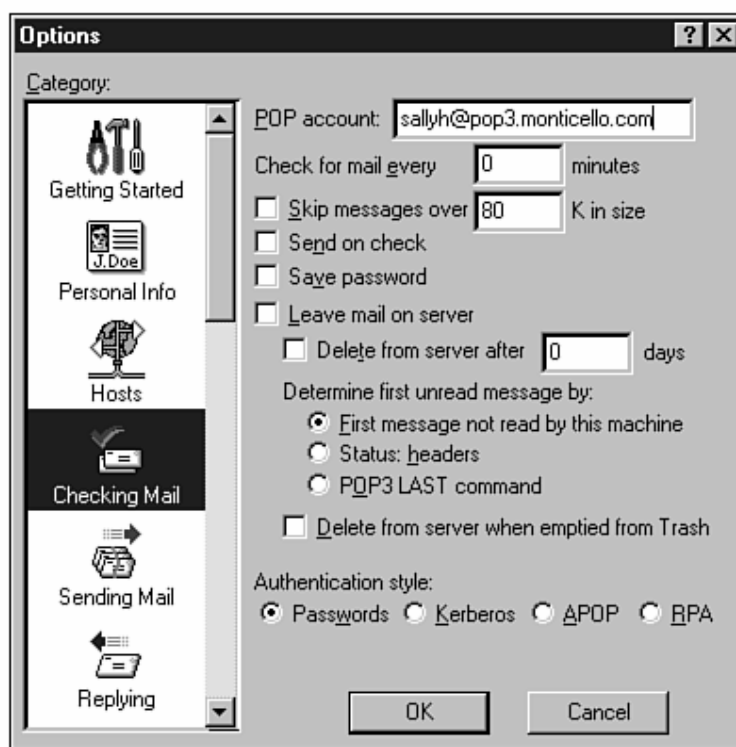 Options
Category:
Getting Started
J.Doe
Personal Info
Hosts
Checking Mail
Sending Mail
Replying
POP account: sallyh@pop3.monticello.com
Check for mail every 0 minutes
Skip messages over 80 K in size
Send on check
Save password
Leave mail on server
Delete from server after 0 days
Determine first unread message by:
First message not read by this machine
Status: headers
POP3 LAST command
Delete from server when emptied from Trash
Authentication style:
Passwords Kerberos APOP RPA
OK Cancel